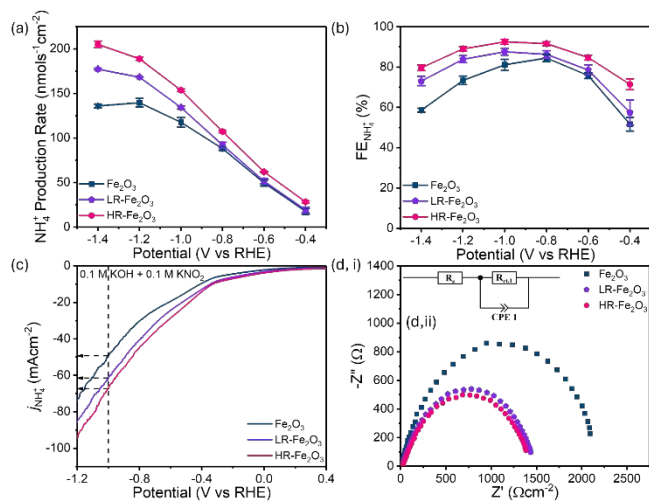 (a)
NH₄⁺ Production Rate (nmols⁻¹cm⁻²)
250
200
150
100
50
0
Fe₂O₃
LR-Fe₂O₃
HR-Fe₂O₃
-1.4 -1.2 -1.0 -0.8 -0.6 -0.4
Potential (V vs RHE)
(b)
FE_NH₄⁺ (%)
100
80
60
40
20
0
Fe₂O₃
LR-Fe₂O₃
HR-Fe₂O₃
-1.4 -1.2 -1.0 -0.8 -0.6 -0.4
Potential (V vs RHE)
(c)
j_NH₄⁺ (mAcm⁻²)
0
-20
-40
-60
-80
-100
0.1 M KOH + 0.1 M KNO₂
Fe₂O₃
LR-Fe₂O₃
HR-Fe₂O₃
-1.2 -0.8 -0.4 0.0 0.4
Potential (V vs RHE)
(d, i)
-Z'' (Ω)
1400
1200
1000
800
600
400
200
0
CPE 1
Fe₂O₃
LR-Fe₂O₃
HR-Fe₂O₃
(d,ii)
0 500 1000 1500 2000 2500
Z' (Ωcm⁻²)